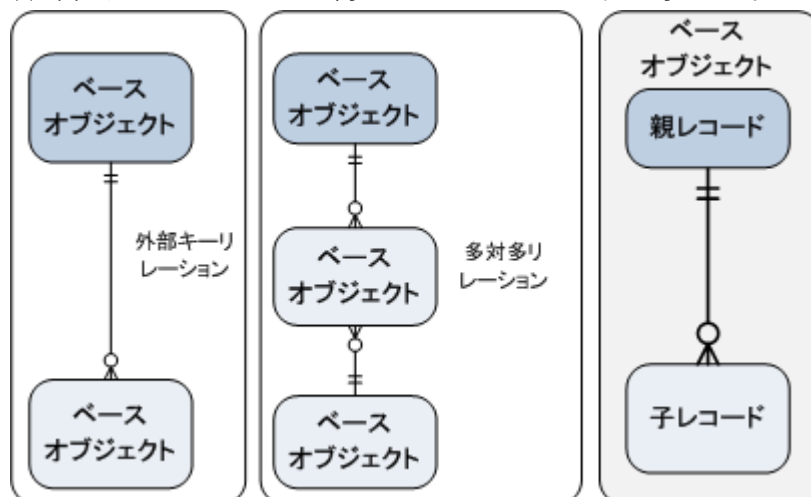 ベース
オブジェクト
外部キーリ
レーション
ベース
オブジェクト
ベース
オブジェクト
ベース
オブジェクト
多対多リ
レーション
ベース
オブジェクト
ベース
オブジェクト
親レコード
子レコード